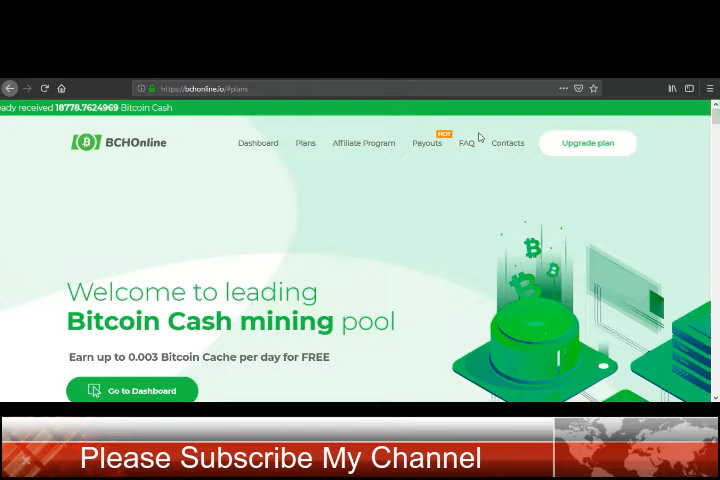 https://bchonline.io/#plans
eady received 18778.7624969 Bitcoin Cash
HOT
BCHOnline
Dashboard Plans Affiliate Program Payouts FAQ Contacts Upgrade plan
Welcome to leading
Bitcoin Cash mining pool
Earn up to 0.003 Bitcoin Cache per day for FREE
Go to Dashboard
Please Subscribe My Channel